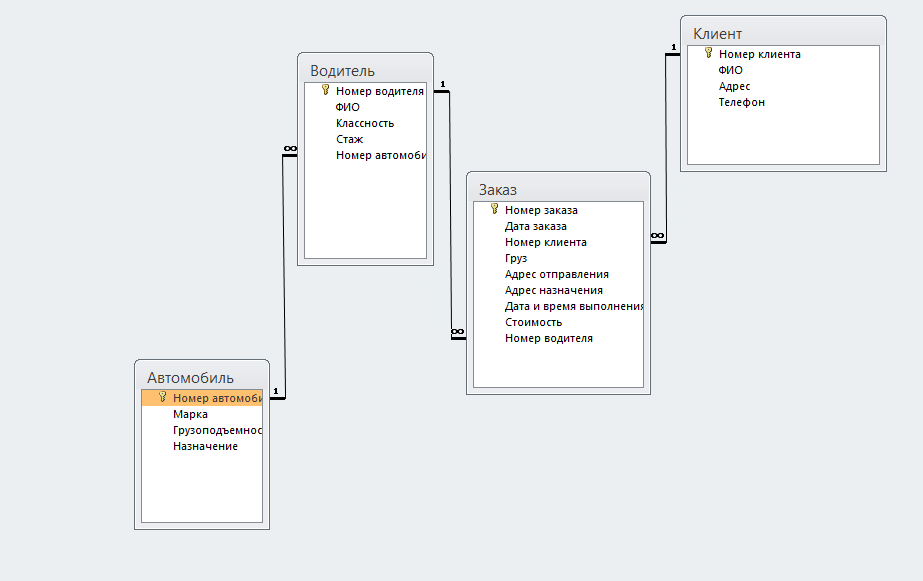 Клиент
Номер клиента
ФИО
Адрес
Телефон
1
Водитель
Номер водителя
ФИО
Классность
Стаж
Номер автомоби
1
∞
Заказ
Номер заказа
Дата заказа
Номер клиента
Груз
Адрес отправления
Адрес назначения
Дата и время выполнения
Стоимость
Номер водителя
∞
∞
Автомобиль
Номер автомоби
Марка
Грузоподъемнос
Назначение
1